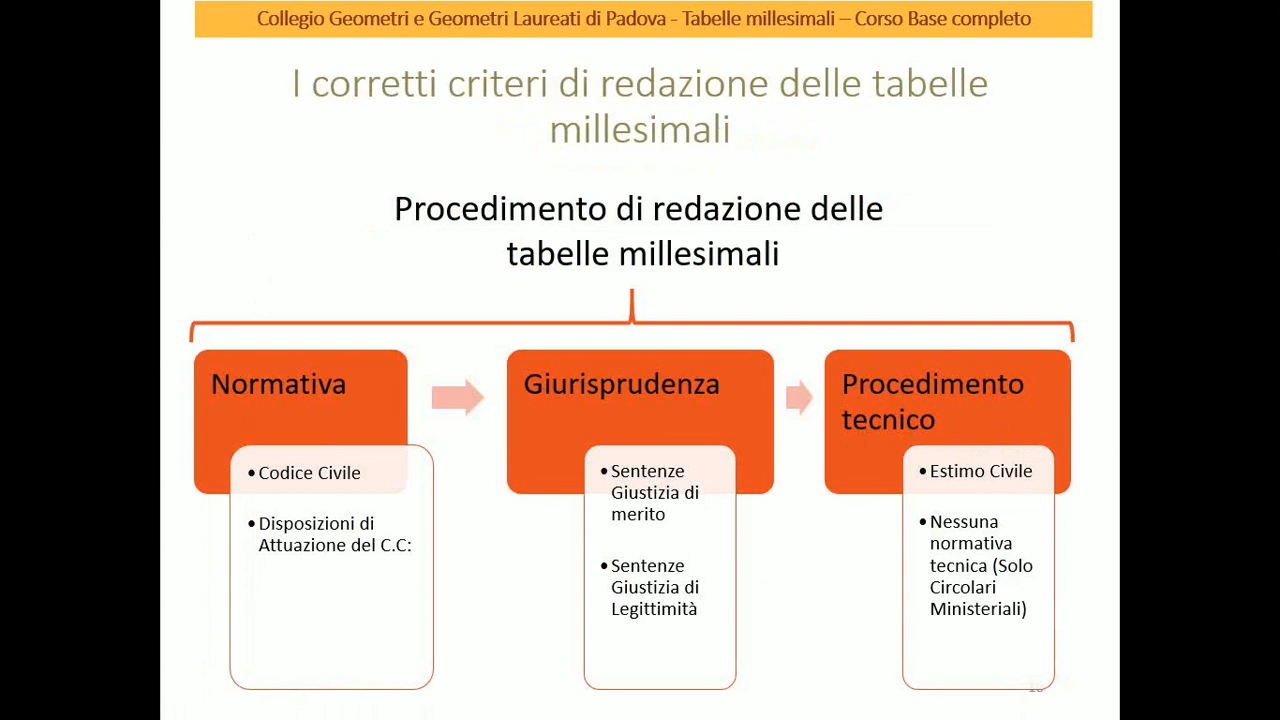 Collegio Geometri e Geometri Laureati di Padova - Tabelle millesimali – Corso Base completo
I corretti criteri di redazione delle tabelle
millesimali
Procedimento di redazione delle
tabelle millesimali
Normativa
•Codice Civile
•Disposizioni di
Attuazione del C.C:
Giurisprudenza
•Sentenze
Giustizia di
merito
•Sentenze
Giustizia di
Legittimità
Procedimento
tecnico
•Estimo Civile
•Nessuna
normativa
tecnica (Solo
Circolari
Ministeriali)